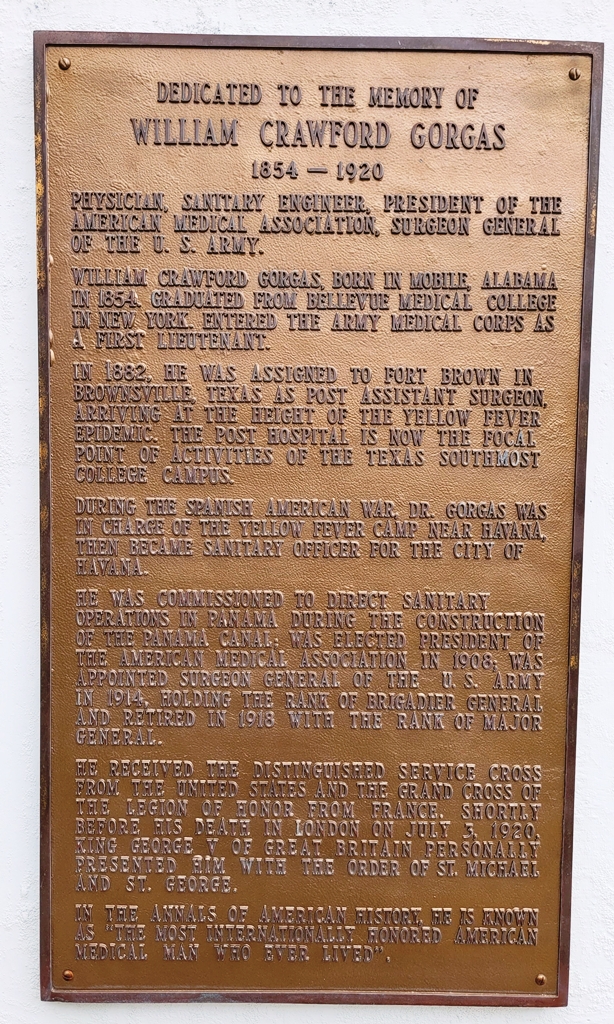 DEDICATED TO THE MEMORY OF
WILLIAM CRAWFORD GORGAS
1854 — 1920
PHYSICIAN, SANITARY ENGINEER, PRESIDENT OF THE
AMERICAN MEDICAL ASSOCIATION, SURGEON GENERAL
OF THE U. S. ARMY.
WILLIAM CRAWFORD GORGAS, BORN IN MOBILE, ALABAMA
IN 1854. GRADUATED FROM BELLEVUE MEDICAL COLLEGE
IN NEW YORK. ENTERED THE ARMY MEDICAL CORPS AS
A FIRST LIEUTENANT.
IN 1882, HE WAS ASSIGNED TO FORT BROWN IN
BROWNSVILLE, TEXAS AS POST ASSISTANT SURGEON,
ARRIVING AT THE HEIGHT OF THE YELLOW FEVER
EPIDEMIC. THE POST HOSPITAL IS NOW THE FOCAL
POINT OF ACTIVITIES OF THE TEXAS SOUTHMOST
COLLEGE CAMPUS.
DURING THE SPANISH AMERICAN WAR, DR. GORGAS WAS
IN CHARGE OF THE YELLOW FEVER CAMP NEAR HAVANA,
THEN BECAME SANITARY OFFICER FOR THE CITY OF
HAVANA.
HE WAS COMMISSIONED TO DIRECT SANITARY
OPERATIONS IN PANAMA DURING THE CONSTRUCTION
OF THE PANAMA CANAL; WAS ELECTED PRESIDENT OF
THE AMERICAN MEDICAL ASSOCIATION IN 1908; WAS
APPOINTED SURGEON GENERAL OF THE U. S. ARMY
IN 1914, HOLDING THE RANK OF BRIGADIER GENERAL
AND RETIRED IN 1918 WITH THE RANK OF MAJOR
GENERAL.
HE RECEIVED THE DISTINGUISHED SERVICE CROSS
FROM THE UNITED STATES AND THE GRAND CROSS OF
THE LEGION OF HONOR FROM FRANCE. SHORTLY
BEFORE HIS DEATH IN LONDON ON JULY 3, 1920,
KING GEORGE V OF GREAT BRITAIN PERSONALLY
PRESENTED HIM WITH THE ORDER OF ST. MICHAEL
AND ST. GEORGE.
IN THE ANNALS OF AMERICAN HISTORY, HE IS KNOWN
AS "THE MOST INTERNATIONALLY HONORED AMERICAN
MEDICAL MAN WHO EVER LIVED".